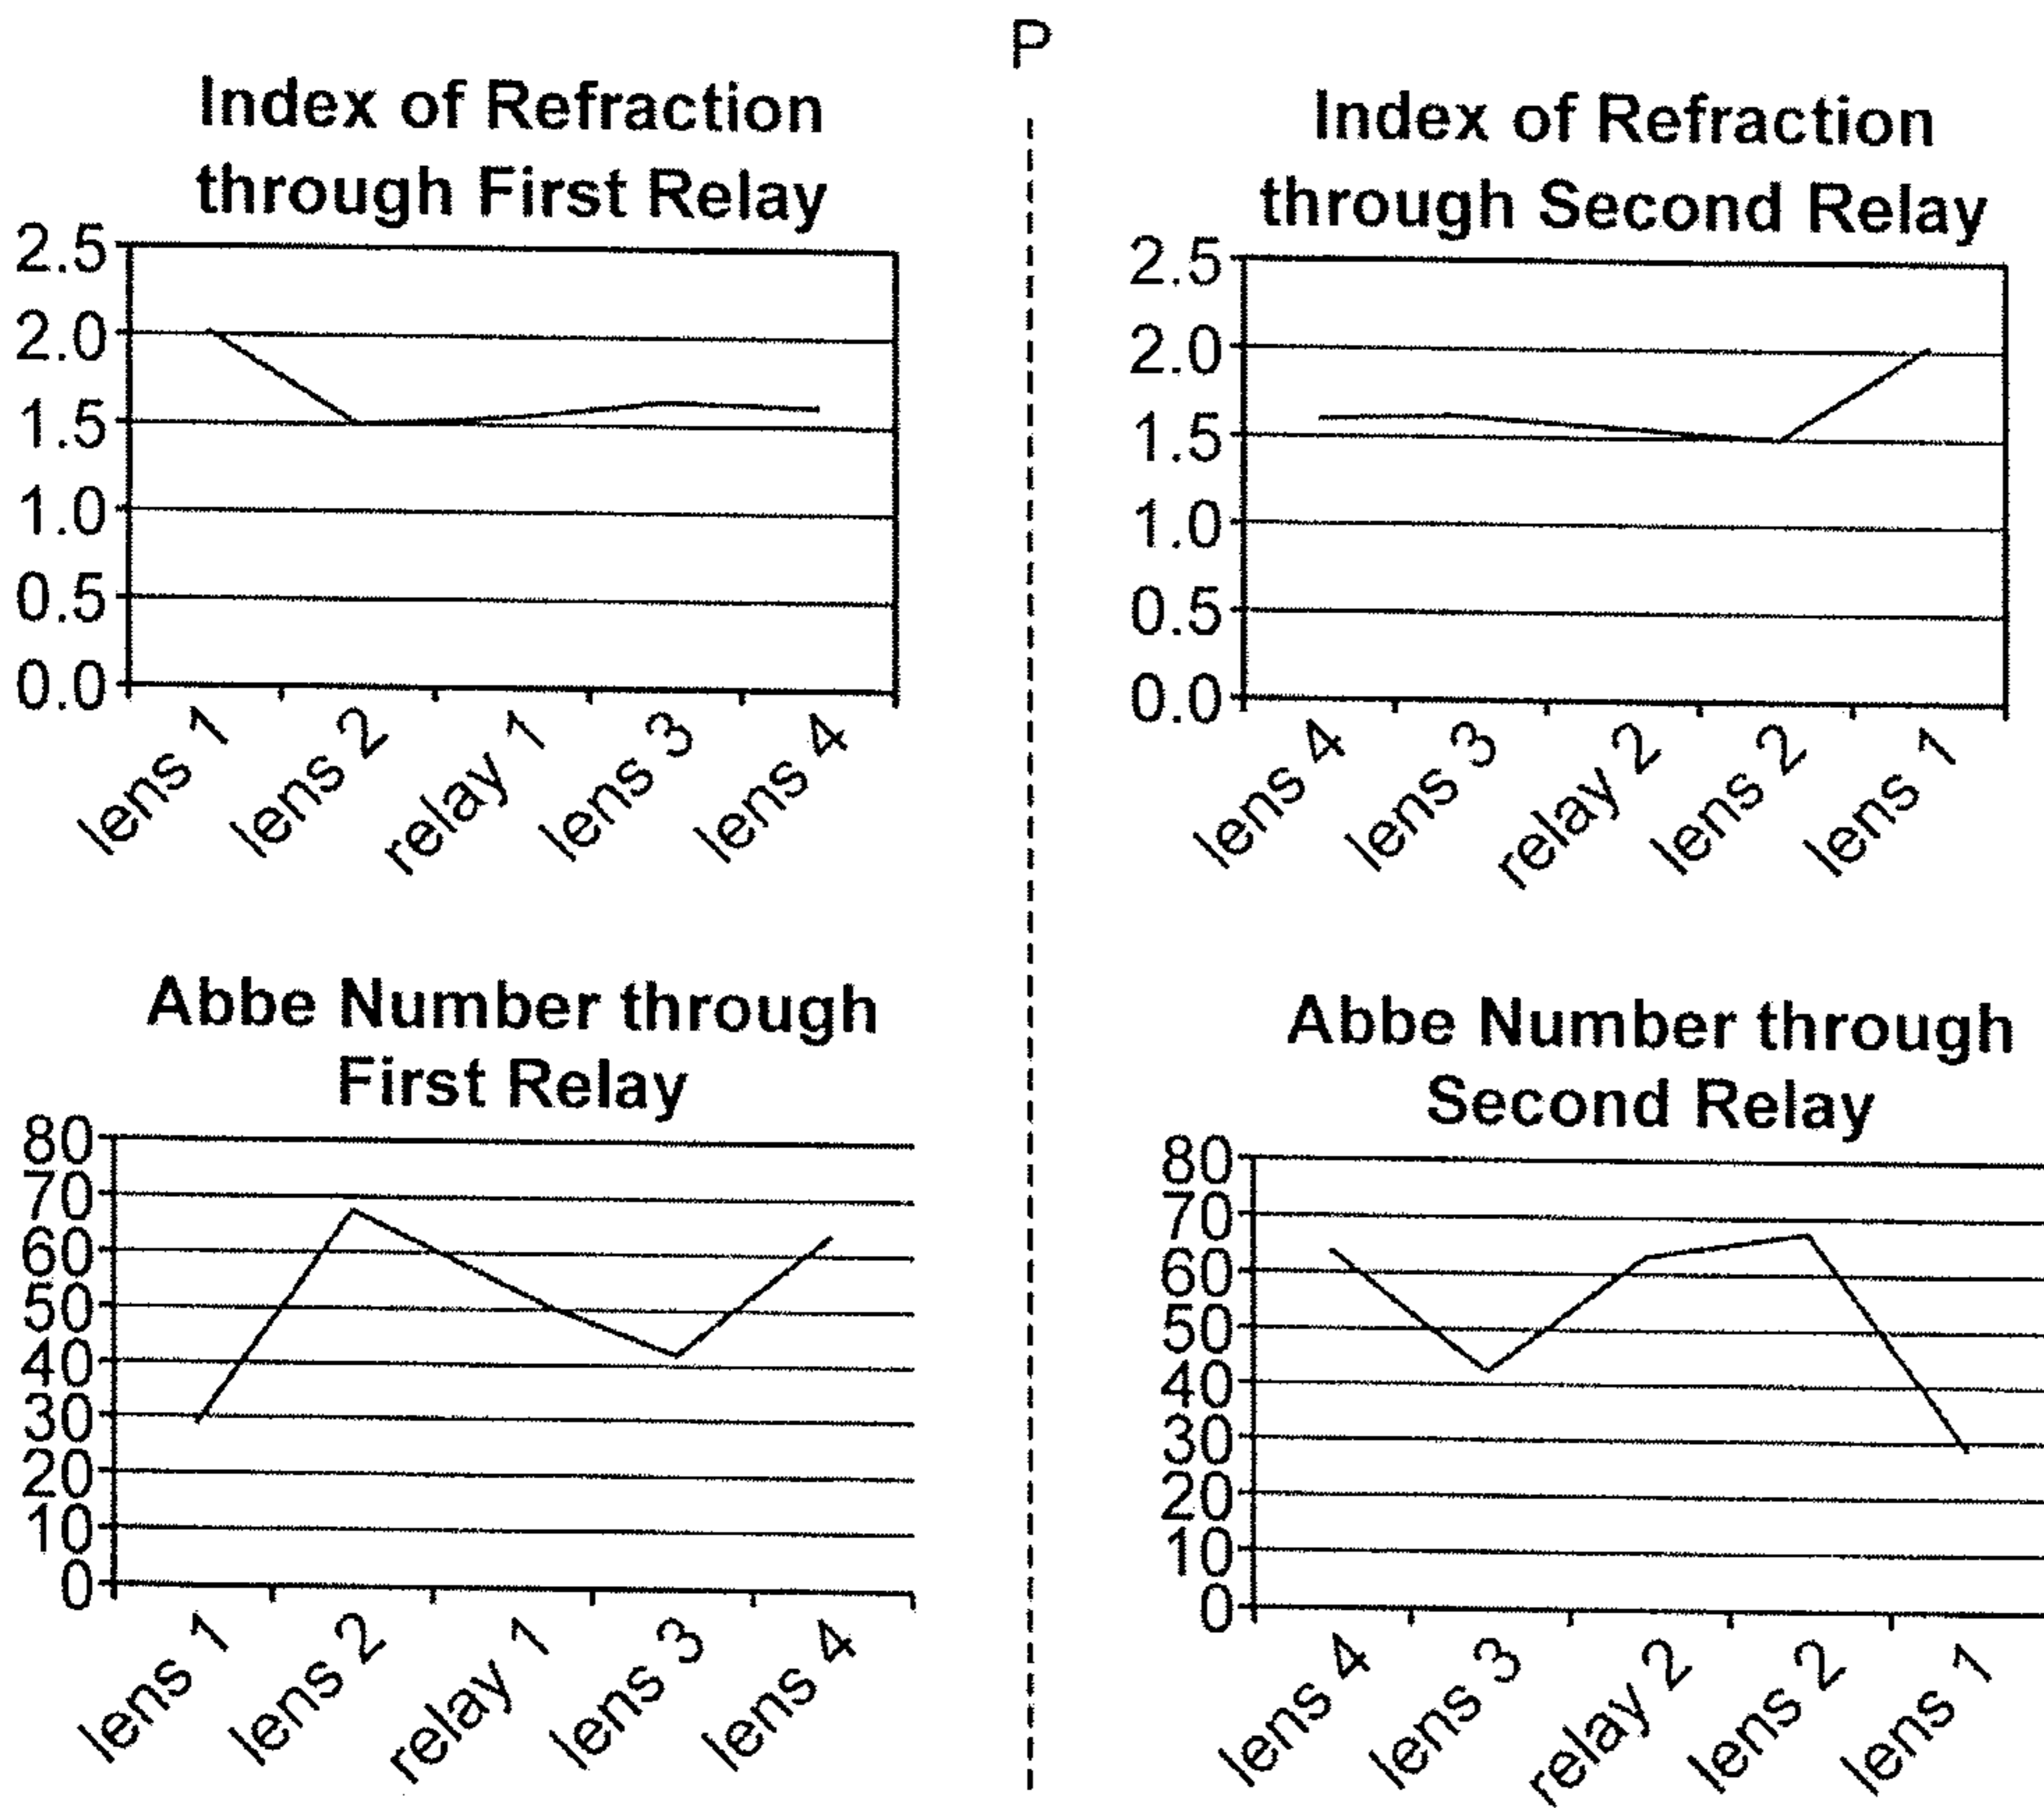 P
Index of Refraction
through First Relay
2.5
2.0
1.5
1.0
0.5
0.0
lens 1
lens 2
relay 1
lens 3
lens 4
Index of Refraction
through Second Relay
2.5
2.0
1.5
1.0
0.5
0.0
lens 4
lens 3
relay 2
lens 2
lens 1
Abbe Number through
First Relay
80
70
60
50
40
30
20
10
0
lens 1
lens 2
relay 1
lens 3
lens 4
Abbe Number through
Second Relay
80
70
60
50
40
30
20
10
0
lens 4
lens 3
relay 2
lens 2
lens 1